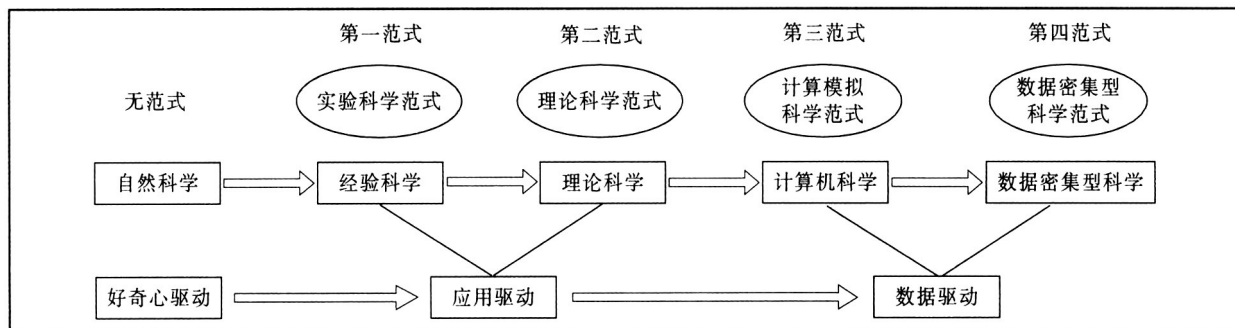 第一范式 第二范式 第三范式 第四范式
无范式 实验科学范式 理论科学范式 计算模拟科学范式 数据密集型科学范式
自然科学 经验科学 理论科学 计算机科学 数据密集型科学
好奇心驱动 应用驱动 数据驱动